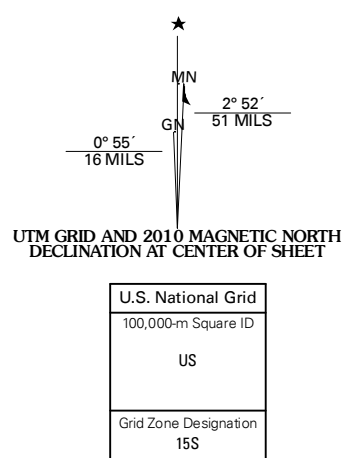 ★
MN
2° 52´
51 MILS
GN
0° 55´
16 MILS
UTM GRID AND 2010 MAGNETIC NORTH
DECLINATION AT CENTER OF SHEET
U.S. National Grid
100,000-m Square ID
US
Grid Zone Designation
15S